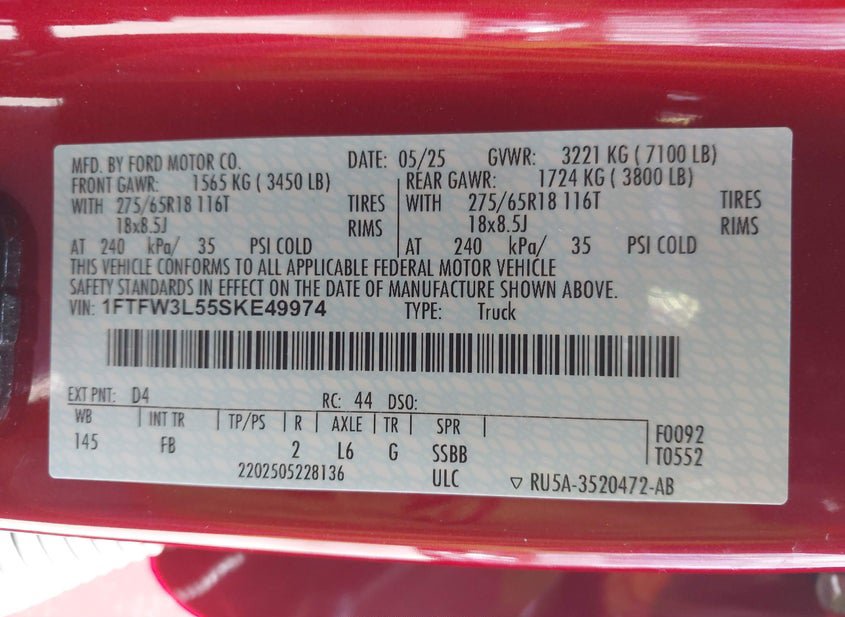 MFD. BY FORD MOTOR CO. DATE: 05/25 GVWR: 3221 KG ( 7100 LB)
FRONT GAWR: 1565 KG ( 3450 LB) REAR GAWR: 1724 KG ( 3800 LB)
WITH 275/65R18 116T TIRES WITH 275/65R18 116T TIRES
18x8.5J RIMS 18x8.5J RIMS
AT 240 kPa/ 35 PSI COLD AT 240 kPa/ 35 PSI COLD
THIS VEHICLE CONFORMS TO ALL APPLICABLE FEDERAL MOTOR VEHICLE
SAFETY STANDARDS IN EFFECT ON THE DATE OF MANUFACTURE SHOWN ABOVE.
VIN: 1FTFW3L55SKE49974 TYPE: Truck
EXT PNT: D4 RC: 44 DSO:
WB INT TR TP/PS R AXLE TR SPR F0092
145 FB 2 L6 G SSBB T0552
2202505228136 ULC ▽ RU5A-3520472-AB